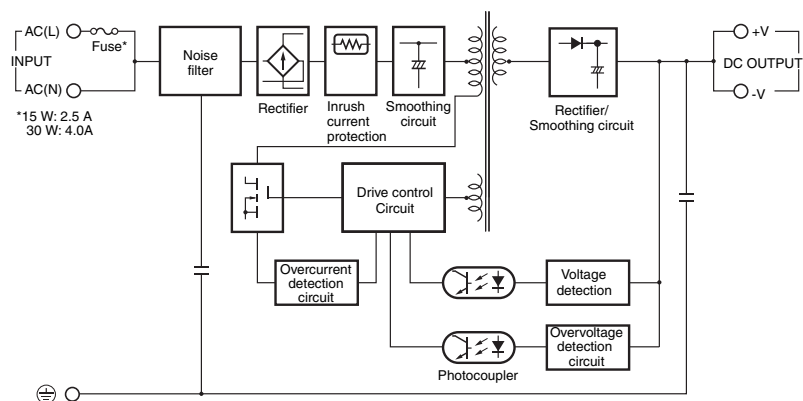 AC(L)
Fuse*
INPUT
AC(N)
*15 W: 2.5 A
30 W: 4.0A
Noise
filter
Rectifier
Inrush
current
protection
Smoothing
circuit
Rectifier/
Smoothing circuit
+V
DC OUTPUT
-V
Drive control
Circuit
Overcurrent
detection
circuit
Voltage
detection
Overvoltage
detection
circuit
Photocoupler